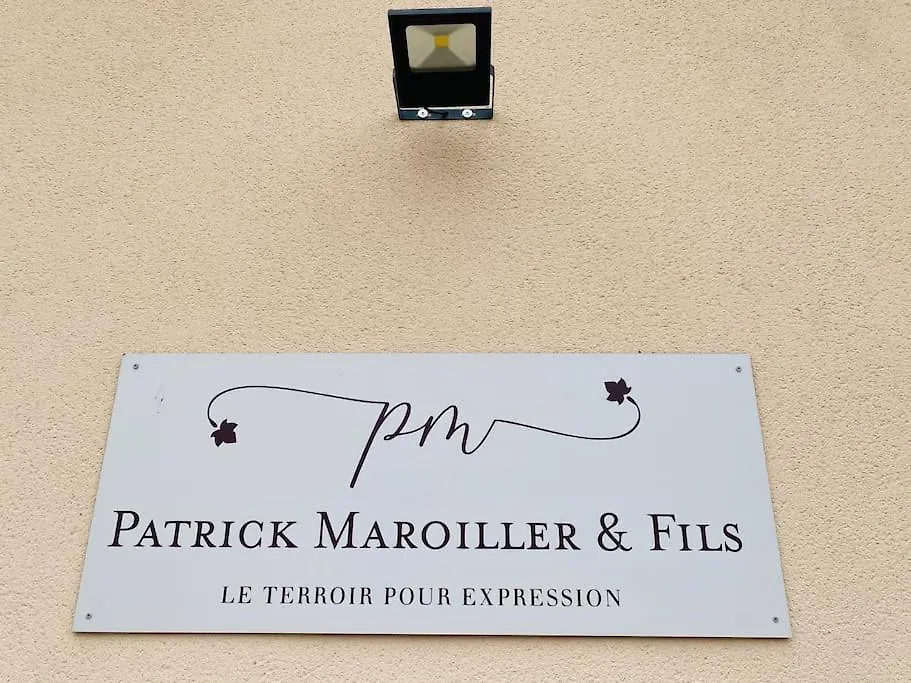 pm
PATRICK MAROILLER & FILS
LE TERROIR POUR EXPRESSION